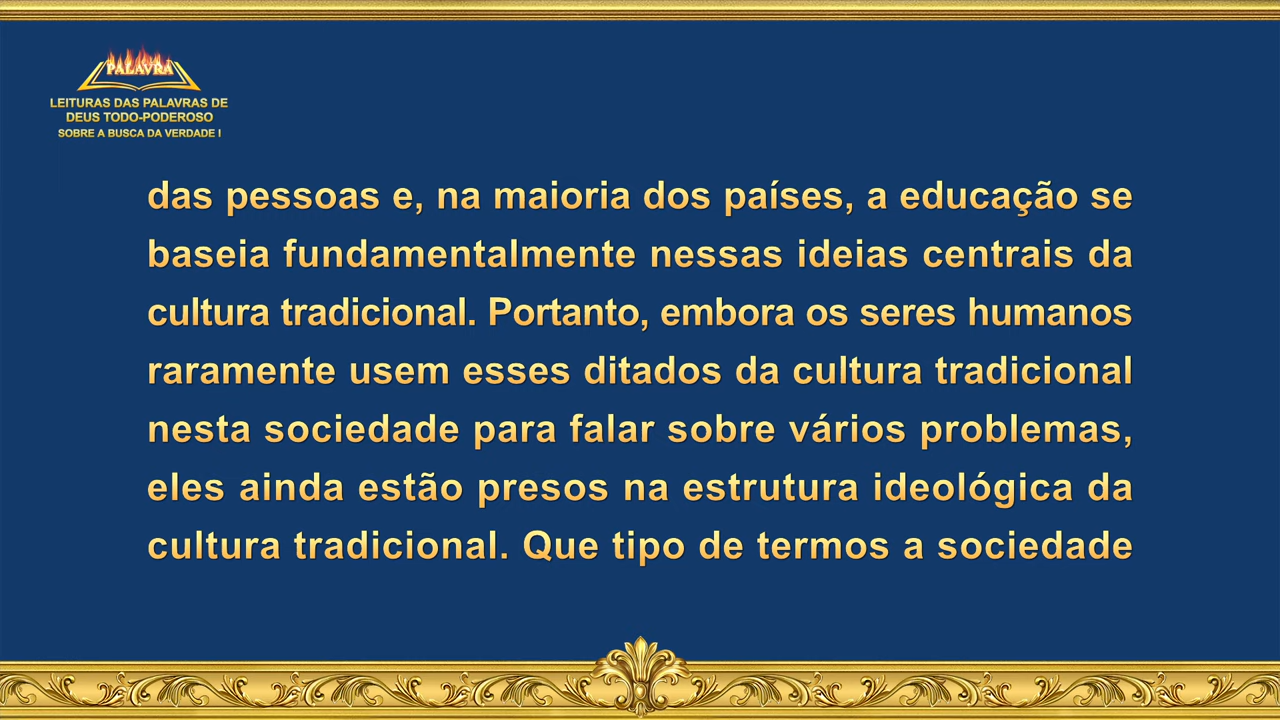 PALAVRA
LEITURAS DAS PALAVRAS DE
DEUS TODO-PODEROSO
SOBRE A BUSCA DA VERDADE I
das pessoas e, na maioria dos países, a educação se
baseia fundamentalmente nessas ideias centrais da
cultura tradicional. Portanto, embora os seres humanos
raramente usem esses ditados da cultura tradicional
nesta sociedade para falar sobre vários problemas,
eles ainda estão presos na estrutura ideológica da
cultura tradicional. Que tipo de termos a sociedade